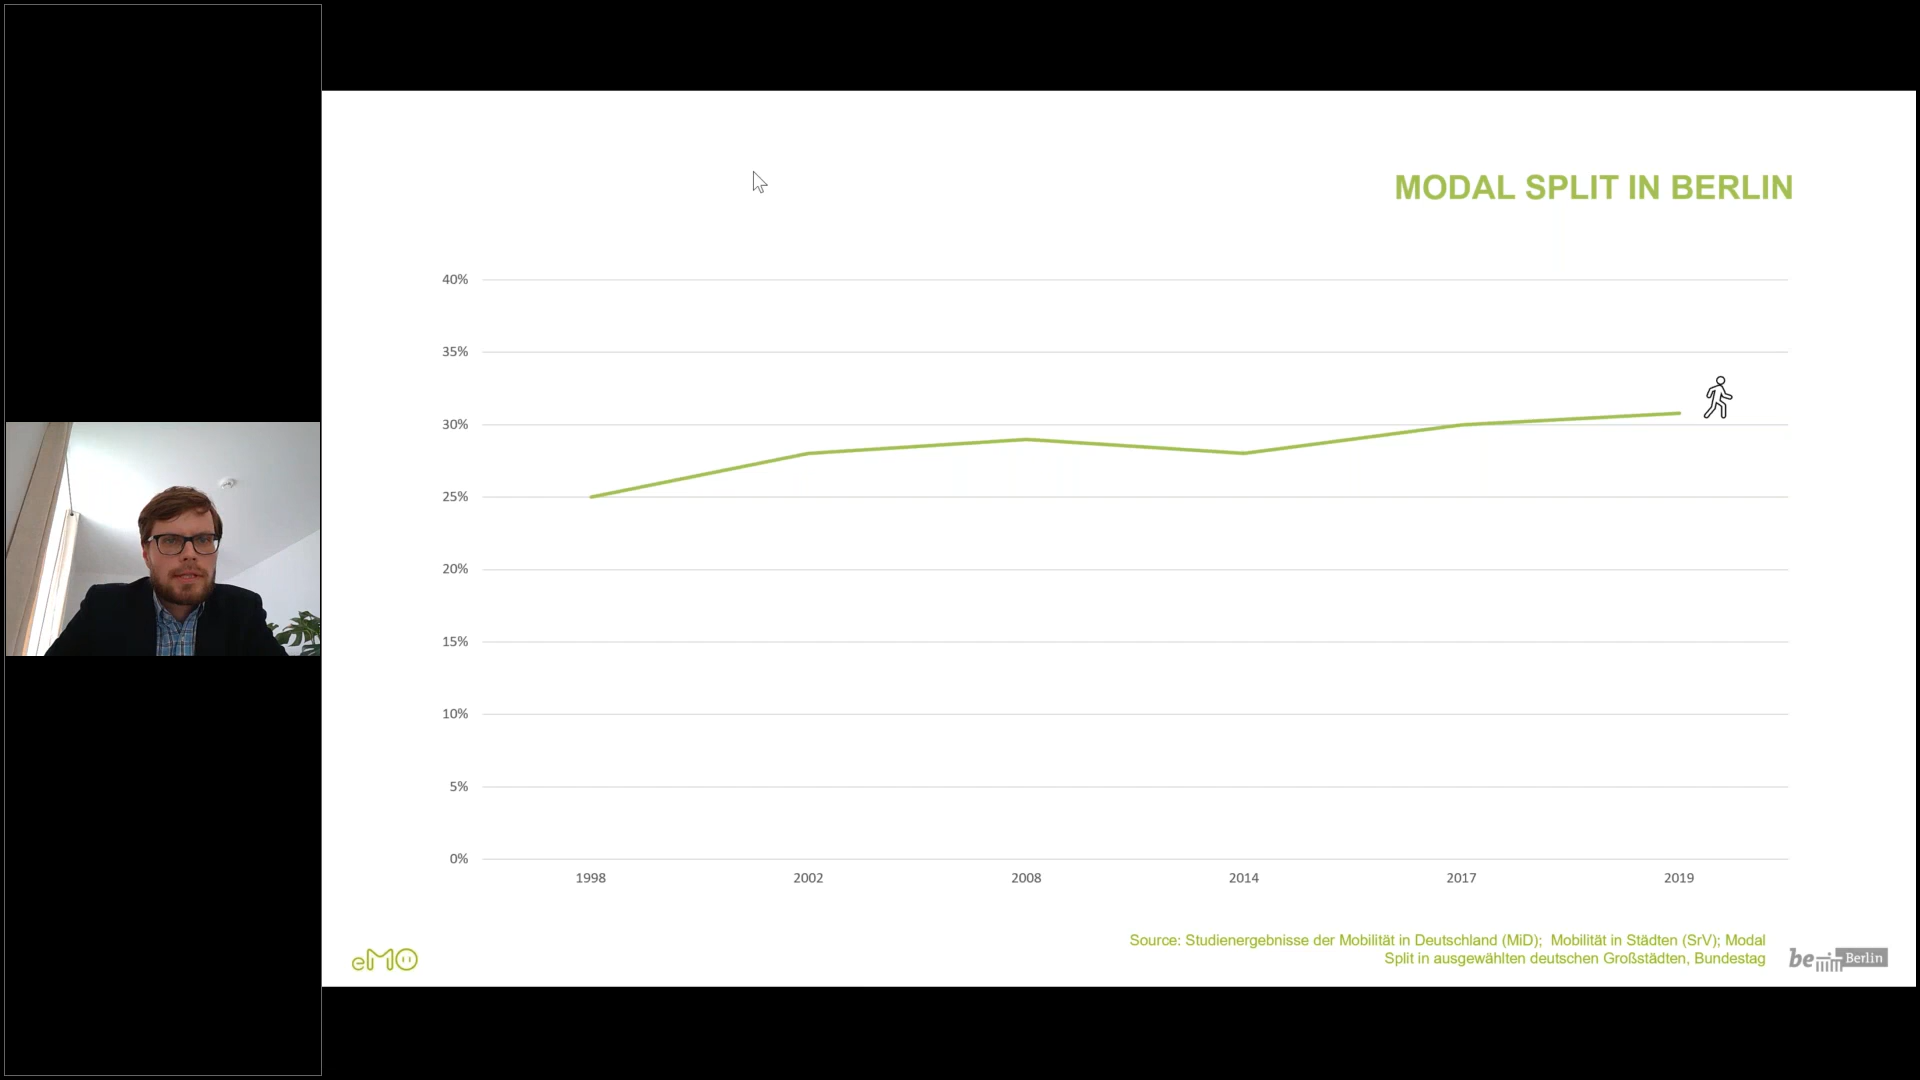 MODAL SPLIT IN BERLIN
40%
35%
30%
25%
20%
15%
10%
5%
0%
1998 2002 2008 2014 2017 2019
Source: Studienergebnisse der Mobilität in Deutschland (MiD); Mobilität in Städten (SrV); Modal
Split in ausgewählten deutschen Großstädten, Bundestag
eMO
be Berlin